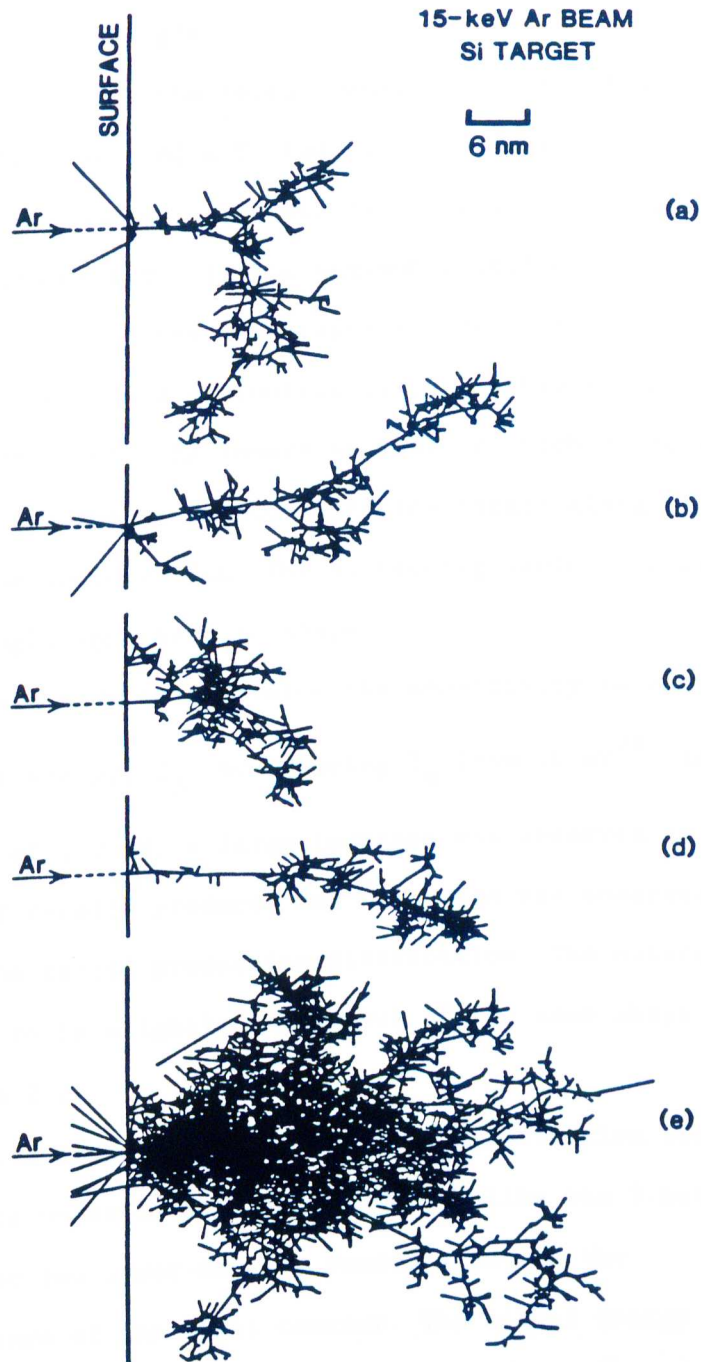 15-keV Ar BEAM
Si TARGET
6 nm
SURFACE
Ar
(a)
Ar
(b)
Ar
(c)
Ar
(d)
Ar
(e)